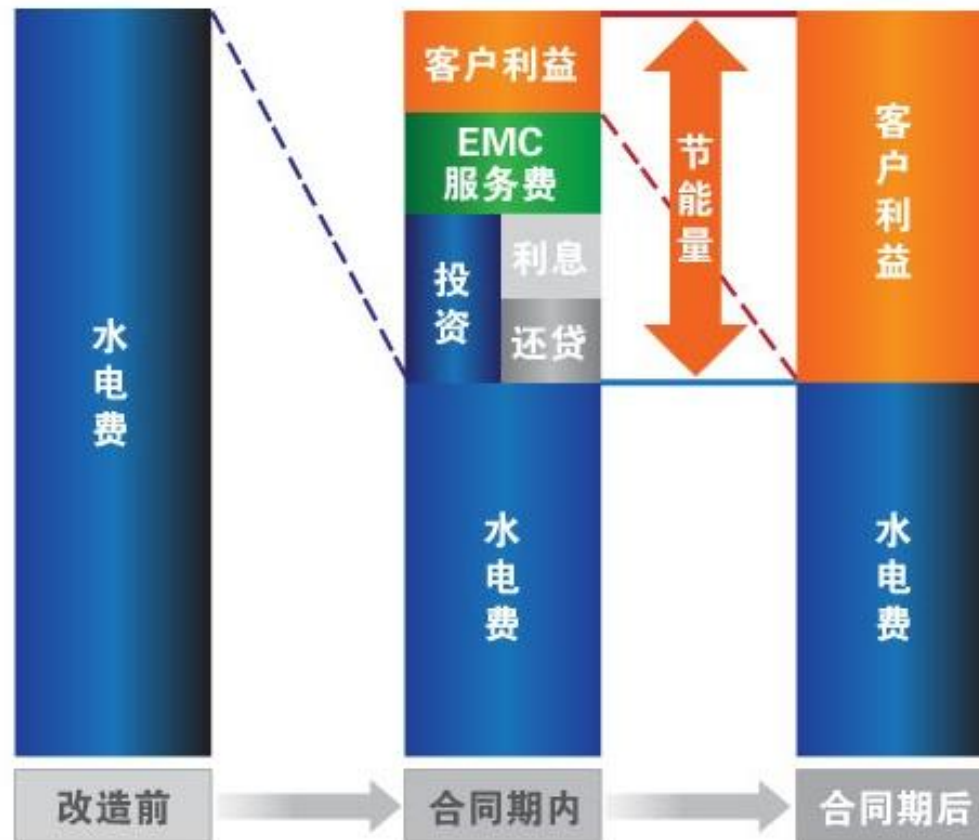 水电费
客户利益
EMC
服务费
投资
利息
还贷
水电费
节能量
客户利益
水电费
改造前
合同期内
合同期后